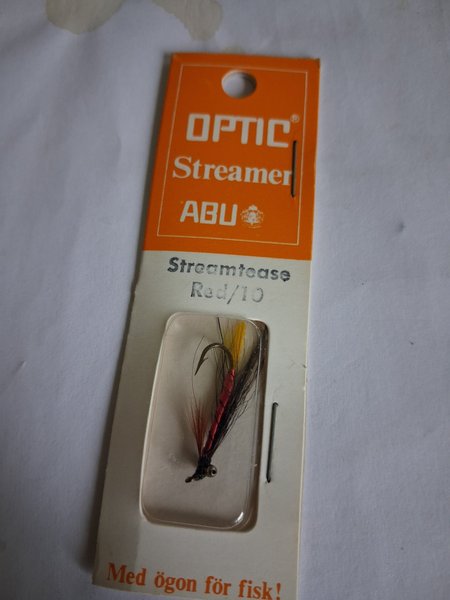 OPTIC®
Streamer
ABU
Streamtease
Red/10
Med ögon för fisk!